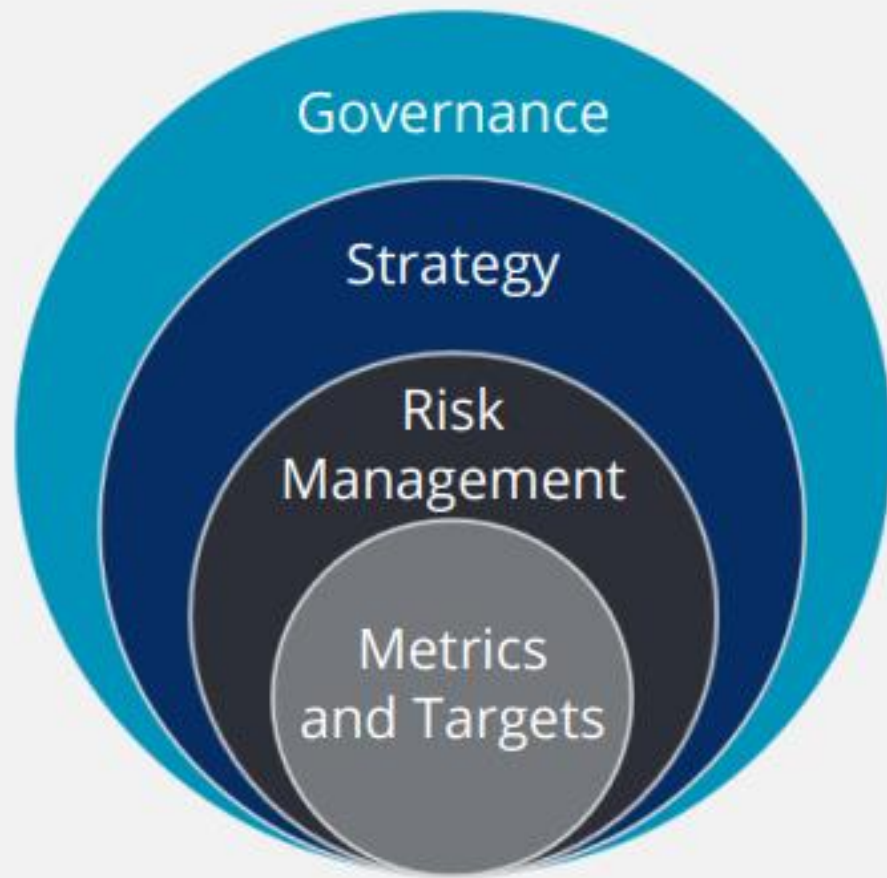 Governance
Strategy
Risk
Management
Metrics
and Targets